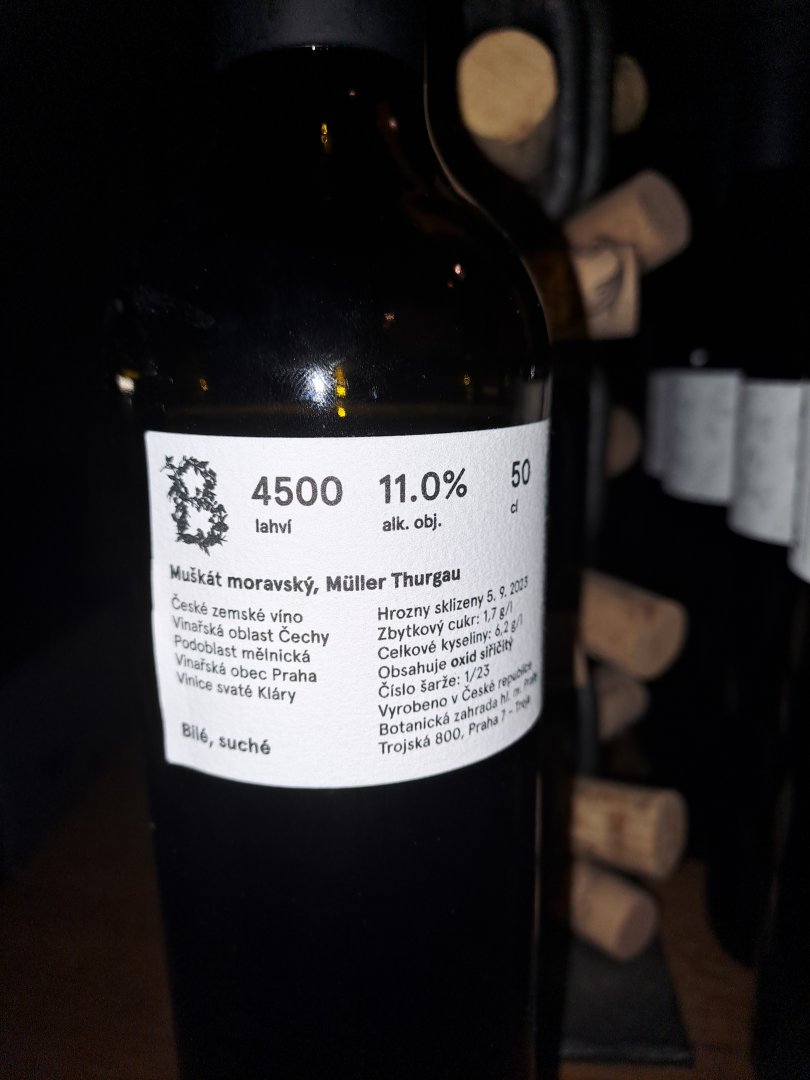 B
4500
lahví
11.0%
alk. obj.
50
cl
Muškát moravský, Müller Thurgau
České zemské víno
Vinařská oblast Čechy
Podoblast mělnická
Vinařská obec Praha
Vinice svaté Kláry
Bílé, suché
Hrozny sklizeny 5. 9. 2023
Zbytkový cukr: 1,7 g/l
Celkové kyseliny: 6,2 g/l
Obsahuje oxid siřičitý
Číslo šarže: 1/23
Vyrobeno v České republice
Botanická zahrada hl. m. Prahy
Trojská 800, Praha 7 - Troja